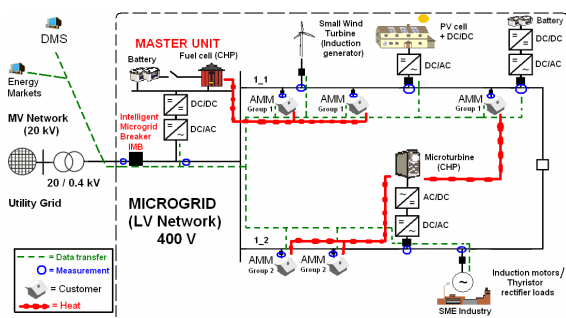 DMS
Energy
Markets
MV Network
(20 kV)
20 / 0.4 kV
Utility Grid
MASTER UNIT
Battery
Fuel cell (CHP)
DC/DC
DC/AC
Intelligent
Microgrid
Breaker
IMB
MICROGRID
(LV Network)
400 V
Small Wind
Turbine (Induction
generator)
PV cell
+ DC/DC
DC/AC
Battery
DC/DC
DC/AC
1_1
AMM
Group 1
AMM
Group 1
AMM
Group 1
Microturbine
(CHP)
AC/DC
DC/AC
1_2
AMM
Group 2
AMM
Group 2
Induction motors/
Thyristor
rectifier loads
SME Industry
= Data transfer
= Measurement
= Customer
= Heat